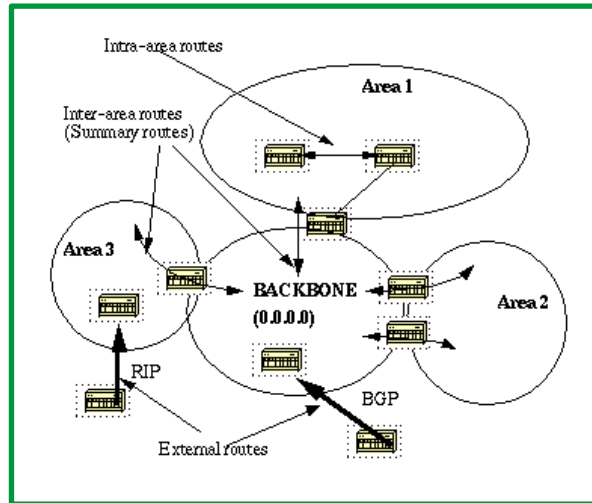 Intra-area routes
Area 1
Inter-area routes
(Summary routes)
Area 3
BACKBONE
(0.0.0.0)
Area 2
RIP
BGP
External routes